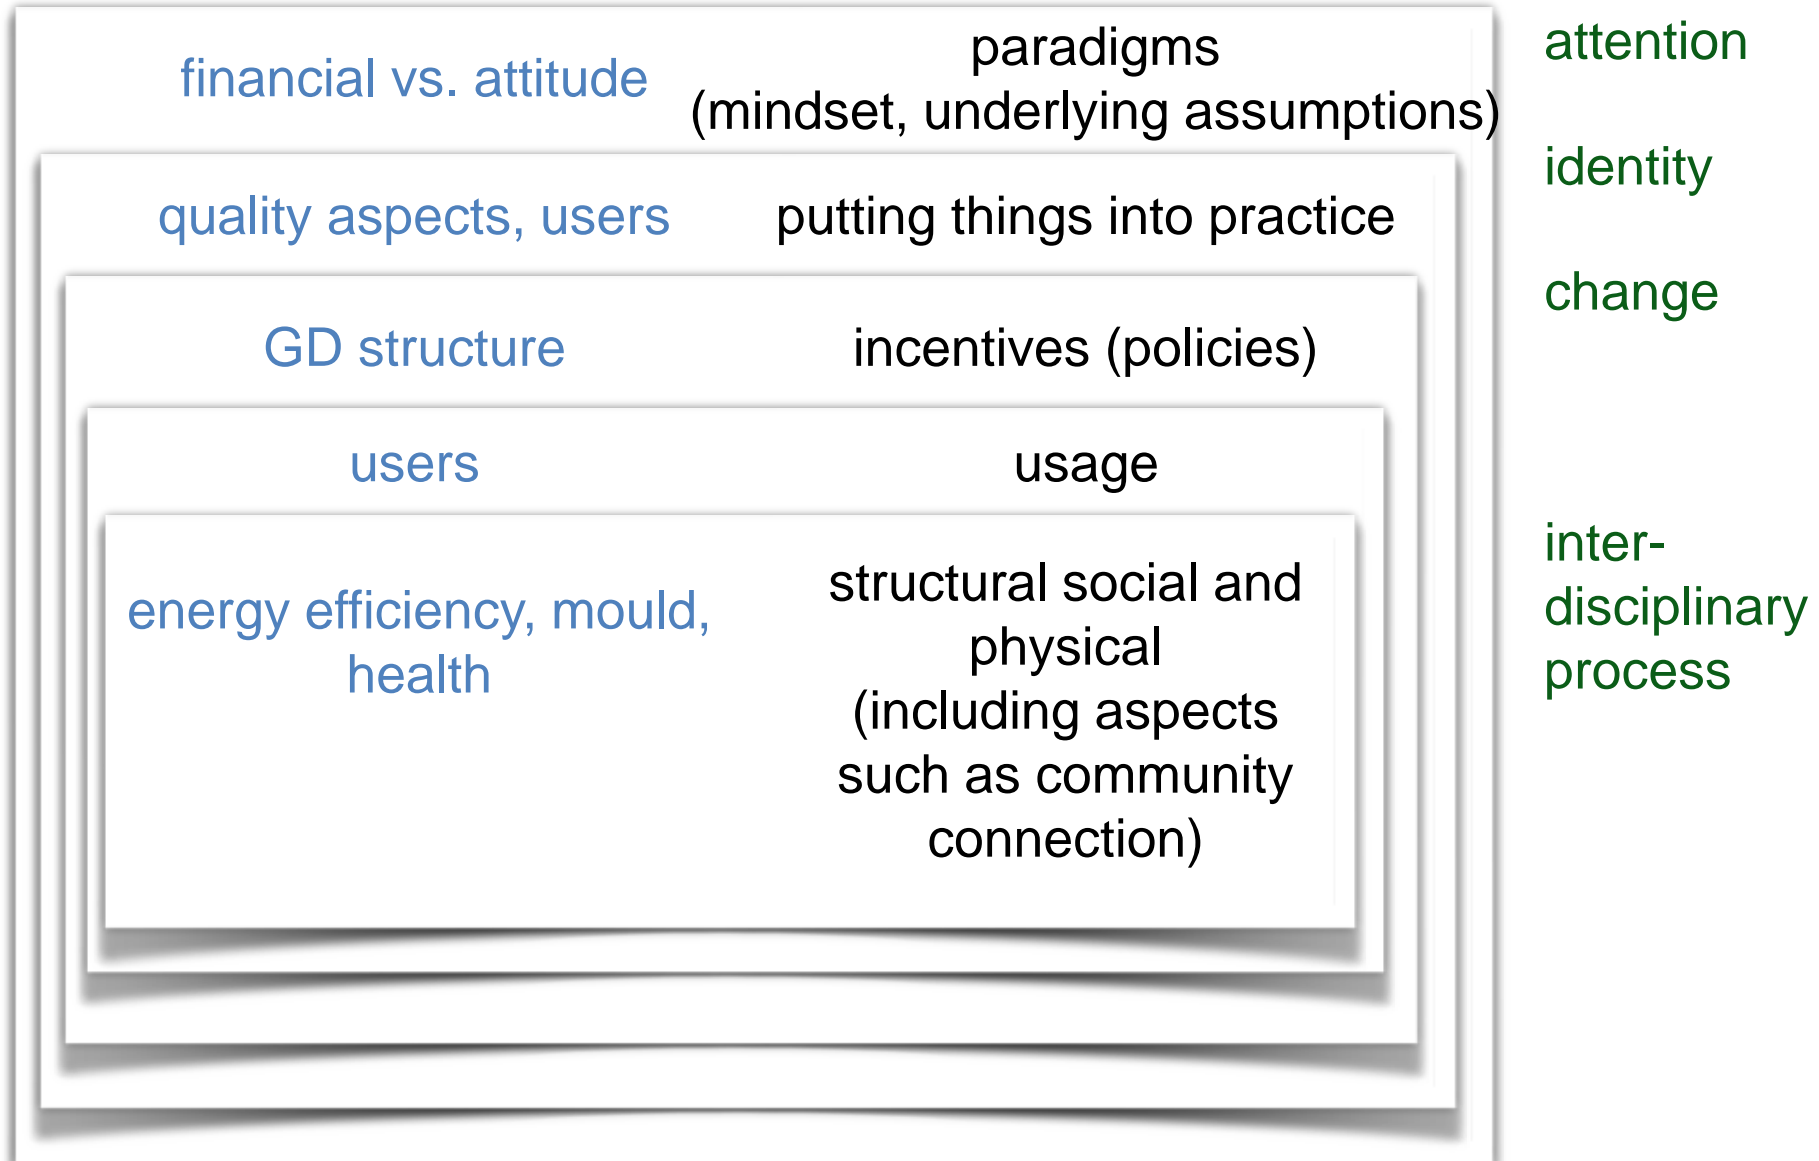 financial vs. attitude
paradigms
(mindset, underlying assumptions)
attention
identity
quality aspects, users
putting things into practice
change
GD structure
incentives (policies)
users
usage
energy efficiency, mould,
health
structural social and
physical
(including aspects
such as community
connection)
inter-
disciplinary
process